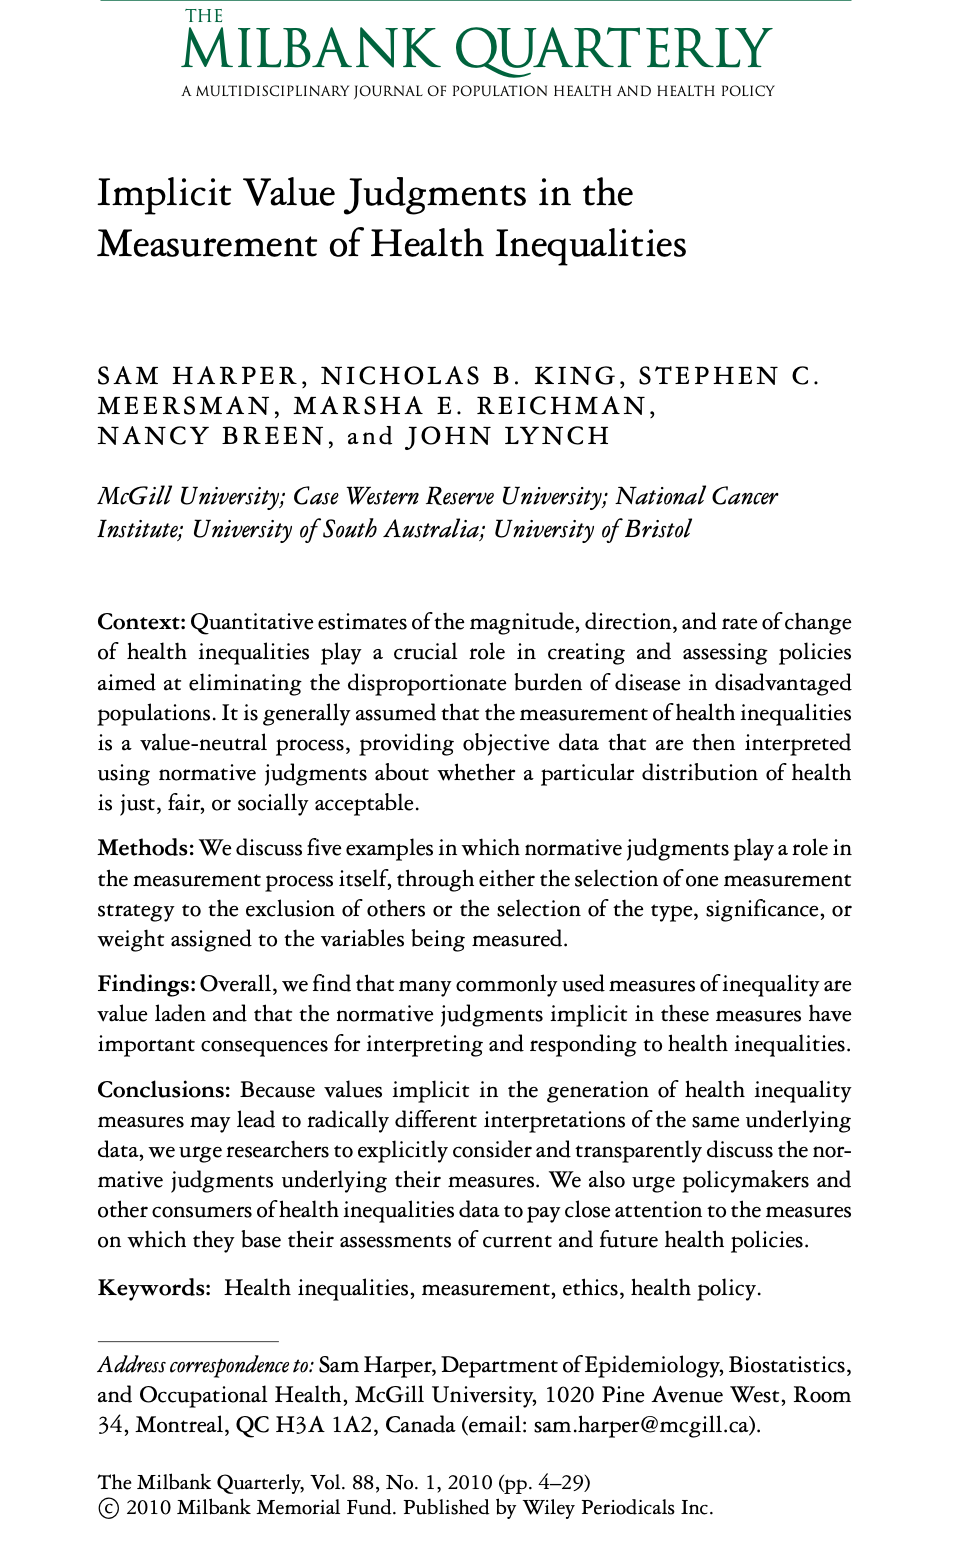 THE
MILBANK QUARTERLY
A MULTIDISCIPLINARY JOURNAL OF POPULATION HEALTH AND HEALTH POLICY
Implicit Value Judgments in the
Measurement of Health Inequalities
SAM HARPER, NICHOLAS B. KING, STEPHEN C.
MEERSMAN, MARSHA E. REICHMAN,
NANCY BREEN, and JOHN LYNCH
McGill University; Case Western Reserve University; National Cancer
Institute; University of South Australia; University of Bristol
Context: Quantitative estimates of the magnitude, direction, and rate of change
of health inequalities play a crucial role in creating and assessing policies
aimed at eliminating the disproportionate burden of disease in disadvantaged
populations. It is generally assumed that the measurement of health inequalities
is a value-neutral process, providing objective data that are then interpreted
using normative judgments about whether a particular distribution of health
is just, fair, or socially acceptable.
Methods: We discuss five examples in which normative judgments play a role in
the measurement process itself, through either the selection of one measurement
strategy to the exclusion of others or the selection of the type, significance, or
weight assigned to the variables being measured.
Findings: Overall, we find that many commonly used measures of inequality are
value laden and that the normative judgments implicit in these measures have
important consequences for interpreting and responding to health inequalities.
Conclusions: Because values implicit in the generation of health inequality
measures may lead to radically different interpretations of the same underlying
data, we urge researchers to explicitly consider and transparently discuss the nor-
mative judgments underlying their measures. We also urge policymakers and
other consumers of health inequalities data to pay close attention to the measures
on which they base their assessments of current and future health policies.
Keywords: Health inequalities, measurement, ethics, health policy.
Address correspondence to: Sam Harper, Department of Epidemiology, Biostatistics,
and Occupational Health, McGill University, 1020 Pine Avenue West, Room
34, Montreal, QC H3A 1A2, Canada (email: sam.harper@mcgill.ca).
The Milbank Quarterly, Vol. 88, No. 1, 2010 (pp. 4–29)
© 2010 Milbank Memorial Fund. Published by Wiley Periodicals Inc.